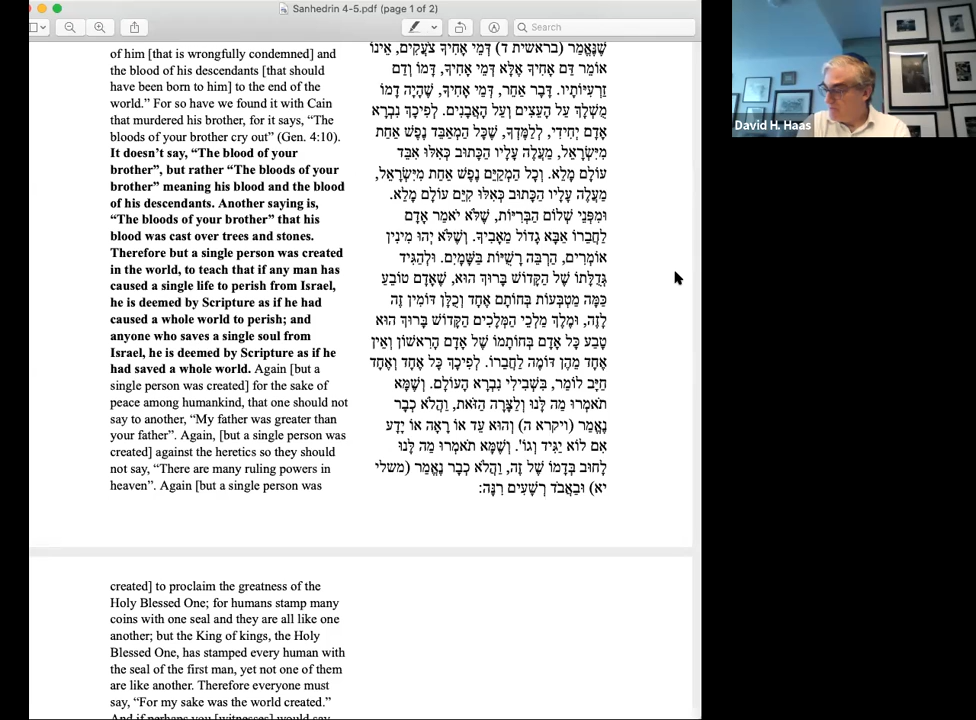 Sanhedrin 4-5.pdf (page 1 of 2)
Search
of him [that is wrongfully condemned] and
the blood of his descendants [that should
have been born to him] to the end of the
world.” For so have we found it with Cain
that murdered his brother, for it says, “The
bloods of your brother cry out” (Gen. 4:10).
It doesn’t say, “The blood of your
brother”, but rather “The bloods of your
brother” meaning his blood and the blood
of his descendants. Another saying is,
“The bloods of your brother” that his
blood was cast over trees and stones.
Therefore but a single person was created
in the world, to teach that if any man has
caused a single life to perish from Israel,
he is deemed by Scripture as if he had
caused a whole world to perish; and
anyone who saves a single soul from
Israel, he is deemed by Scripture as if he
had saved a whole world. Again [but a
single person was created] for the sake of
peace among humankind, that one should not
say to another, “My father was greater than
your father”. Again, [but a single person was
created] against the heretics so they should
not say, “There are many ruling powers in
heaven”. Again [but a single person was
שֶׁנֶּאֱמַר (בראשית ד) דְּמֵי אָחִיךָ צֹעֲקִים, אֵינוֹ
אוֹמֵר דַּם אָחִיךָ אֶלָּא דְּמֵי אָחִיךָ, דָּמוֹ וְדַם
זַרְעִיּוֹתָיו. דָּבָר אַחֵר, דְּמֵי אָחִיךָ, שֶׁהָיָה דָמוֹ
מֻשְׁלָךְ עַל הָעֵצִים וְעַל הָאֲבָנִים. לְפִיכָךְ נִבְרָא
אָדָם יְחִידִי, לְלַמֶּדְךָ, שֶׁכָּל הַמְאַבֵּד נֶפֶשׁ אַחַת
מִיִּשְׂרָאֵל, מַעֲלֶה עָלָיו הַכָּתוּב כְּאִלּוּ אִבֵּד
עוֹלָם מָלֵא. וְכָל הַמְקַיֵּם נֶפֶשׁ אַחַת מִיִּשְׂרָאֵל,
מַעֲלֶה עָלָיו הַכָּתוּב כְּאִלּוּ קִיֵּם עוֹלָם מָלֵא.
וּמִפְּנֵי שְׁלוֹם הַבְּרִיּוֹת, שֶׁלֹּא יֹאמַר אָדָם
לַחֲבֵרוֹ אַבָּא גָדוֹל מֵאָבִיךָ. וְשֶׁלֹּא יְהוּ מִינִין
אוֹמְרִים, הַרְבֵּה רָשֻׁיּוֹת בַּשָּׁמָיִם. וּלְהַגִּיד
גְּדֻלָּתוֹ שֶׁל הַקָּדוֹשׁ בָּרוּךְ הוּא, שֶׁאָדָם טוֹבֵעַ
כַּמָּה מַטְבְּעוֹת בְּחוֹתָם אֶחָד וְכֻלָּן דּוֹמִין זֶה
לָזֶה, וּמֶלֶךְ מַלְכֵי הַמְּלָכִים הַקָּדוֹשׁ בָּרוּךְ הוּא
טָבַע כָּל אָדָם בְּחוֹתָמוֹ שֶׁל אָדָם הָרִאשׁוֹן וְאֵין
אֶחָד מֵהֶן דּוֹמֶה לַחֲבֵרוֹ. לְפִיכָךְ כָּל אֶחָד וְאֶחָד
חַיָּב לוֹמַר, בִּשְׁבִילִי נִבְרָא הָעוֹלָם. וְשֶׁמָּא
תֹאמְרוּ מַה לָּנוּ וְלַצָּרָה הַזֹּאת, וַהֲלֹא כְבָר
נֶאֱמַר (ויקרא ה) וְהוּא עֵד אוֹ רָאָה אוֹ יָדָע
אִם לוֹא יַגִּיד וְגוֹ'. וְשֶׁמָּא תֹאמְרוּ מַה לָּנוּ
לָחוּב בְּדָמוֹ שֶׁל זֶה, וַהֲלֹא כְבָר נֶאֱמַר (משלי
יא) וּבַאֲבֹד רְשָׁעִים רִנָּה:
created] to proclaim the greatness of the
Holy Blessed One; for humans stamp many
coins with one seal and they are all like one
another; but the King of kings, the Holy
Blessed One, has stamped every human with
the seal of the first man, yet not one of them
are like another. Therefore everyone must
say, “For my sake was the world created.”
And if perhaps you [witnesses] would say
David H. Haas